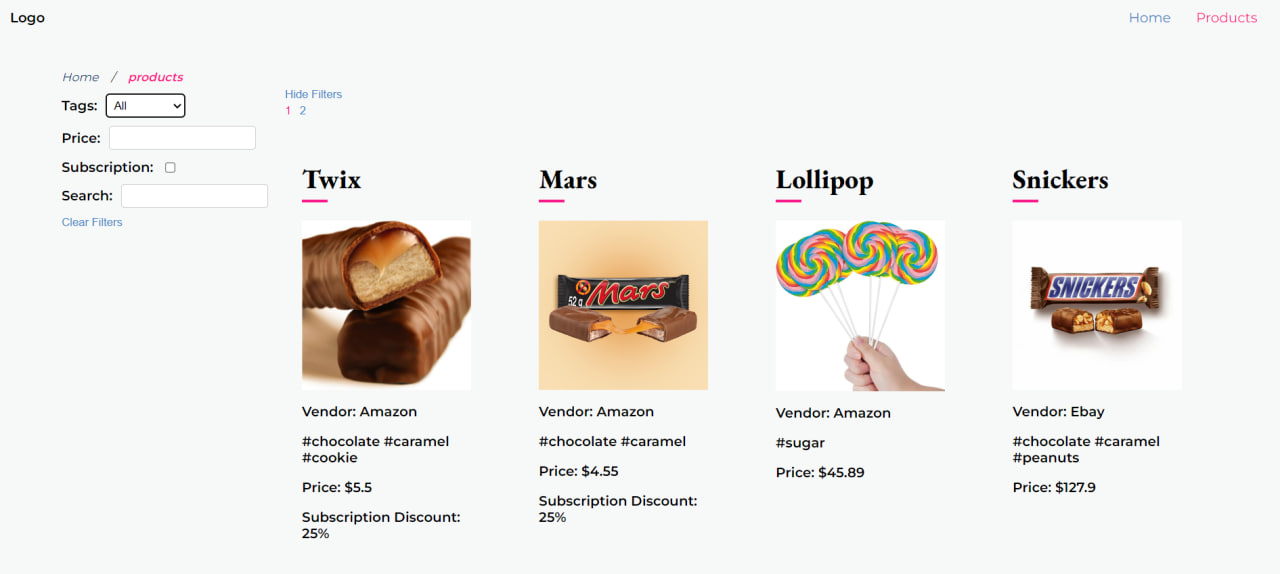 Logo
Home
Products
Home / products
Tags: All
Price:
Subscription:
Search:
Clear Filters
Hide Filters
1 2
Twix
Vendor: Amazon
#chocolate #caramel
#cookie
Price: $5.5
Subscription Discount:
25%
Mars
52 g
Mars
Vendor: Amazon
#chocolate #caramel
Price: $4.55
Subscription Discount:
25%
Lollipop
Vendor: Amazon
#sugar
Price: $45.89
Snickers
SNICKERS
Vendor: Ebay
#chocolate #caramel
#peanuts
Price: $127.9